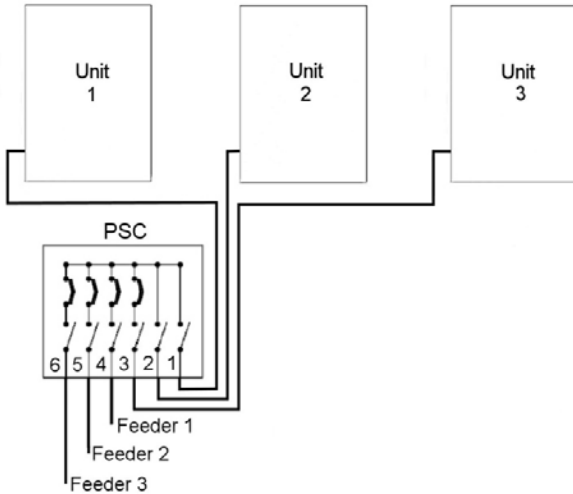 Unit
1
Unit
2
Unit
3
PSC
6 5 4 3 2 1
Feeder 1
Feeder 2
Feeder 3